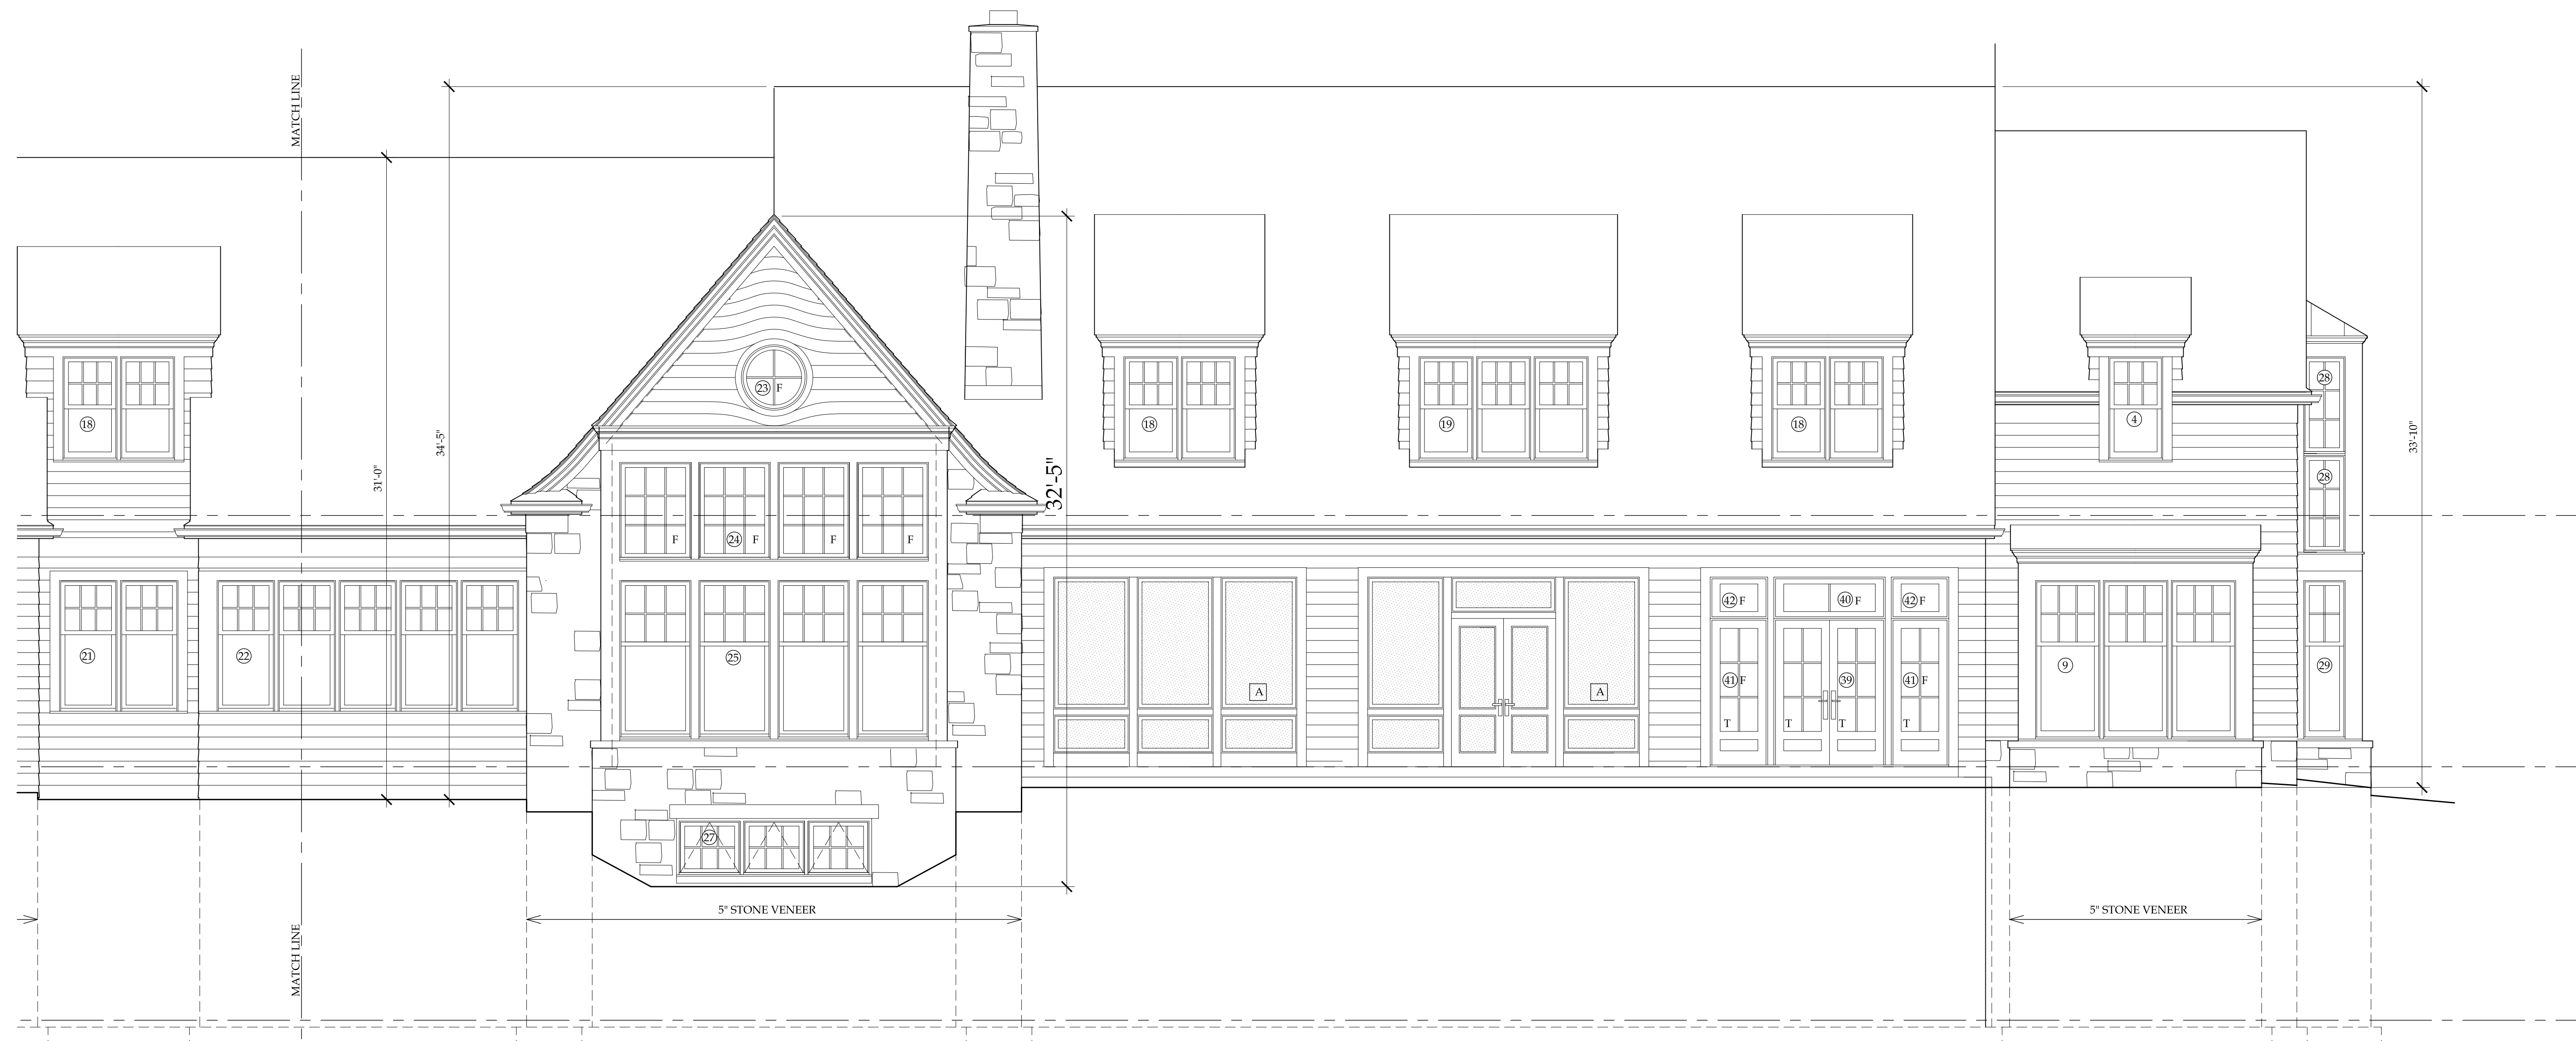 MATCH LINE
34'-5"
31'-0"
32'-5"
33'-10"
23 F
28
18
18
19
18
4
28
F
24 F
F
F
42 F
40 F
42 F
21
22
25
9
29
41 F
39
41 F
A
A
T
T
T
T
27
5" STONE VENEER
5" STONE VENEER
MATCH LINE